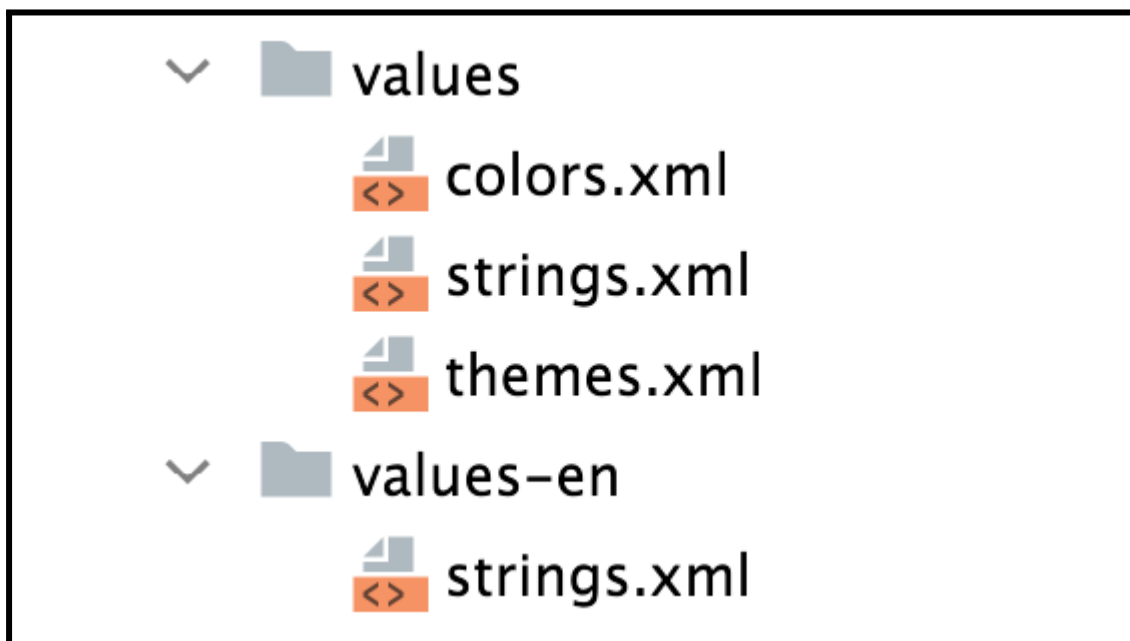 values
colors.xml
strings.xml
themes.xml
values-en
strings.xml